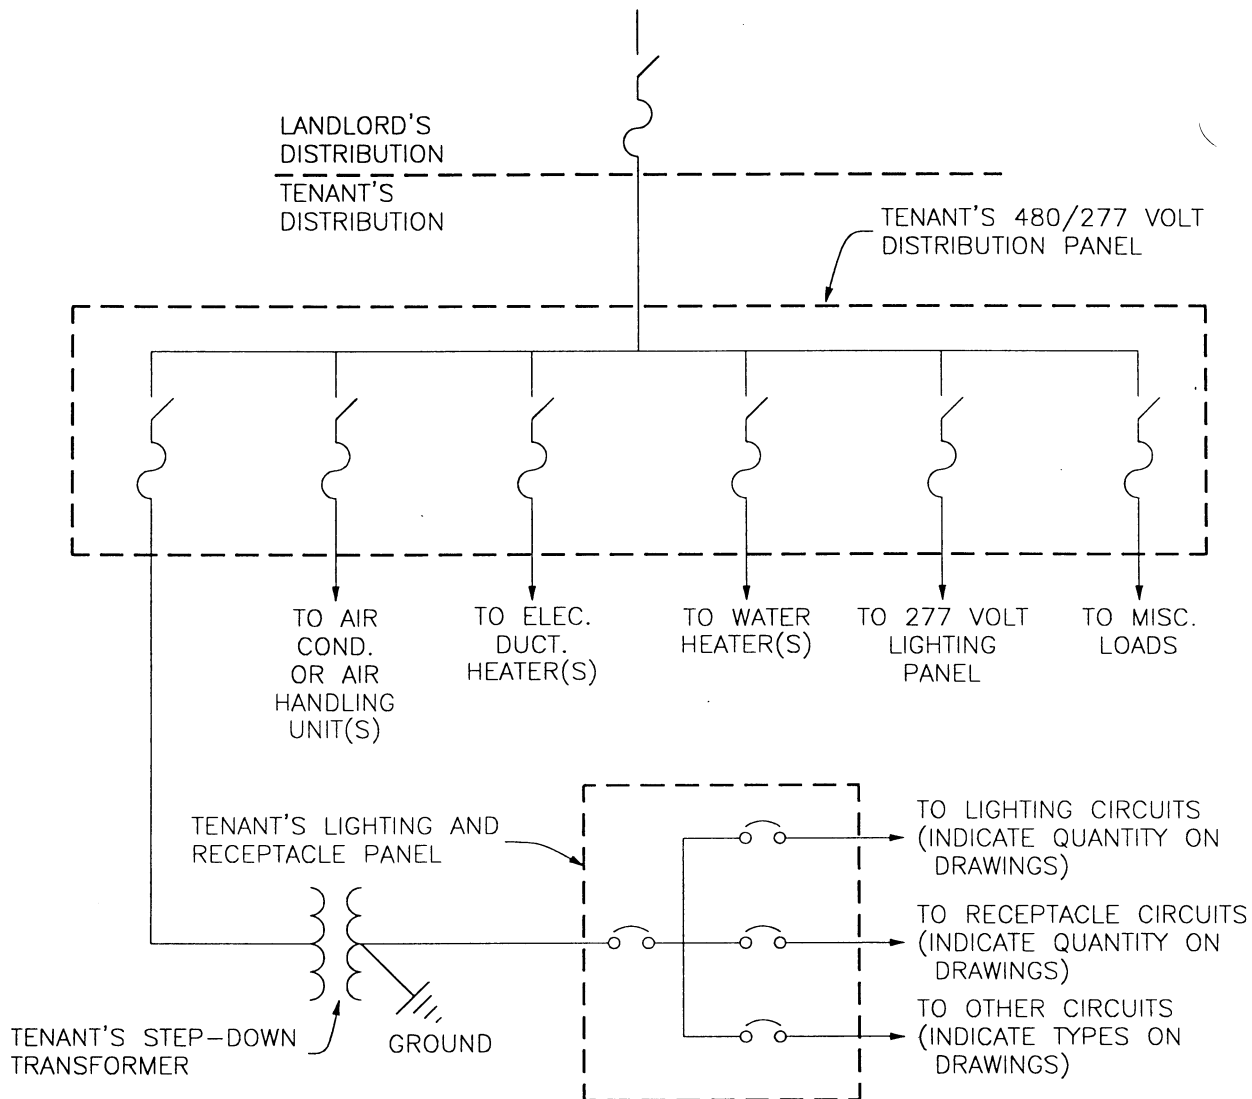 LANDLORD'S
DISTRIBUTION
TENANT'S
DISTRIBUTION
TENANT'S 480/277 VOLT
DISTRIBUTION PANEL
TO AIR
COND.
OR AIR
HANDLING
UNIT(S)
TO ELEC.
DUCT.
HEATER(S)
TO WATER
HEATER(S)
TO 277 VOLT
LIGHTING
PANEL
TO MISC.
LOADS
TENANT'S LIGHTING AND
RECEPTACLE PANEL
TO LIGHTING CIRCUITS
(INDICATE QUANTITY ON
DRAWINGS)
TO RECEPTACLE CIRCUITS
(INDICATE QUANTITY ON
DRAWINGS)
TO OTHER CIRCUITS
(INDICATE TYPES ON
DRAWINGS)
TENANT'S STEP-DOWN
TRANSFORMER
GROUND